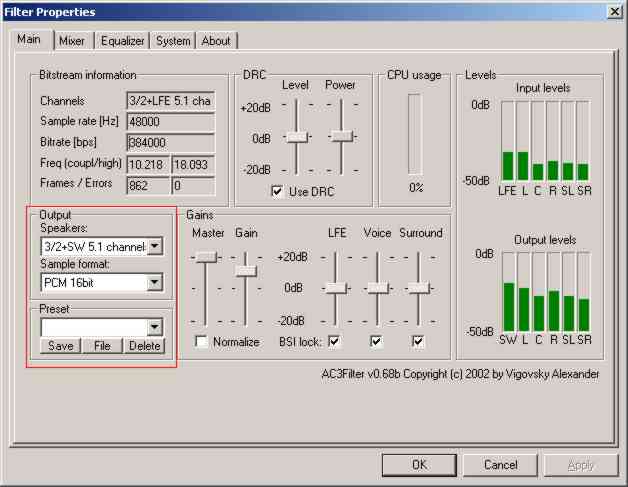 Filter Properties
Main Mixer Equalizer System About
Bitstream information
Channels 3/2+LFE 5.1 cha
Sample rate [Hz] 48000
Bitrate [bps] 384000
Freq (coupl/high) 10.218 18.093
Frames / Errors 862 0
DRC
Level Power
+20dB
0dB
-20dB
Use DRC
CPU usage
0%
Levels
Input levels
0dB
-50dB
LFE L C R SL SR
Output
Speakers:
3/2+SW 5.1 channels
Sample format:
PCM 16bit
Preset
Save File Delete
Gains
Master Gain LFE Voice Surround
+20dB
0dB
-20dB
Normalize BSI lock:
Output levels
0dB
-50dB
SW L C R SL SR
AC3Filter v0.68b Copyright (c) 2002 by Vigovsky Alexander
OK Cancel Apply